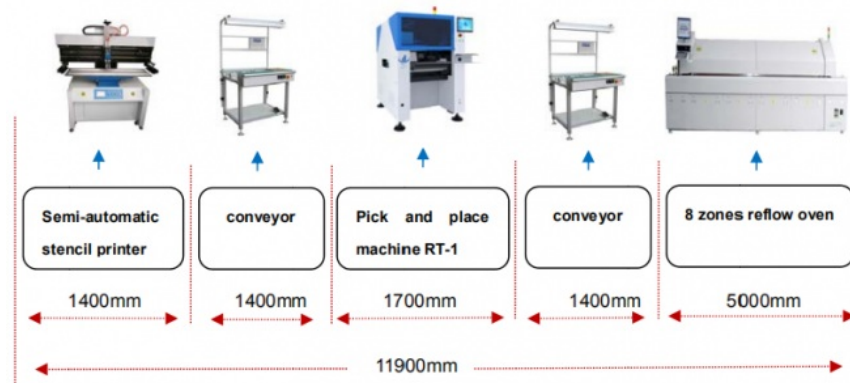 Semi-automatic
stencil printer
conveyor
Pick and place
machine RT-1
conveyor
8 zones reflow oven
1400mm
1400mm
1700mm
1400mm
5000mm
11900mm